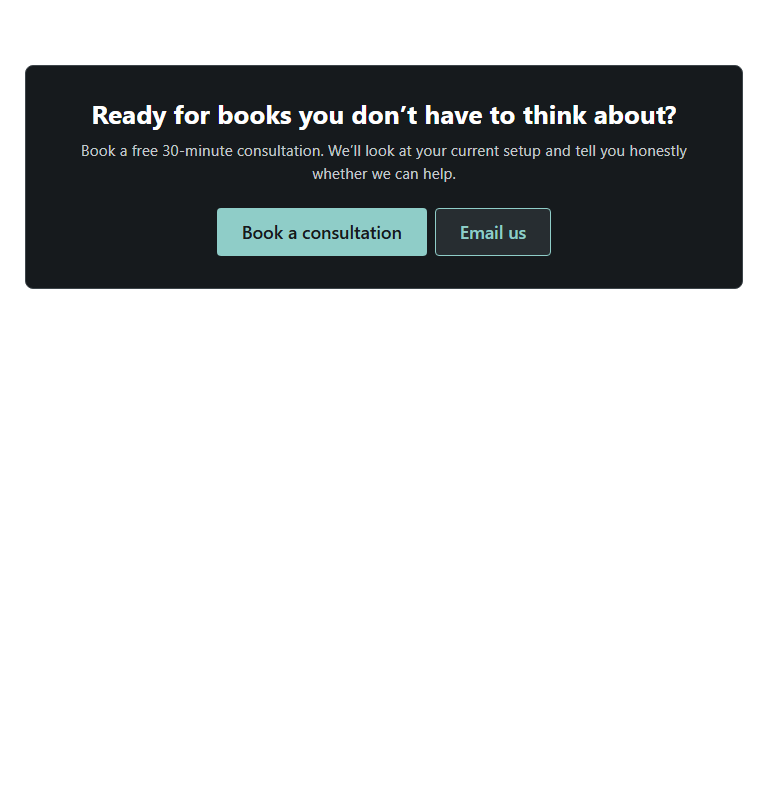 Ready for books you don’t have to think about?
Book a free 30-minute consultation. We’ll look at your current setup and tell you honestly
whether we can help.
Book a consultation
Email us